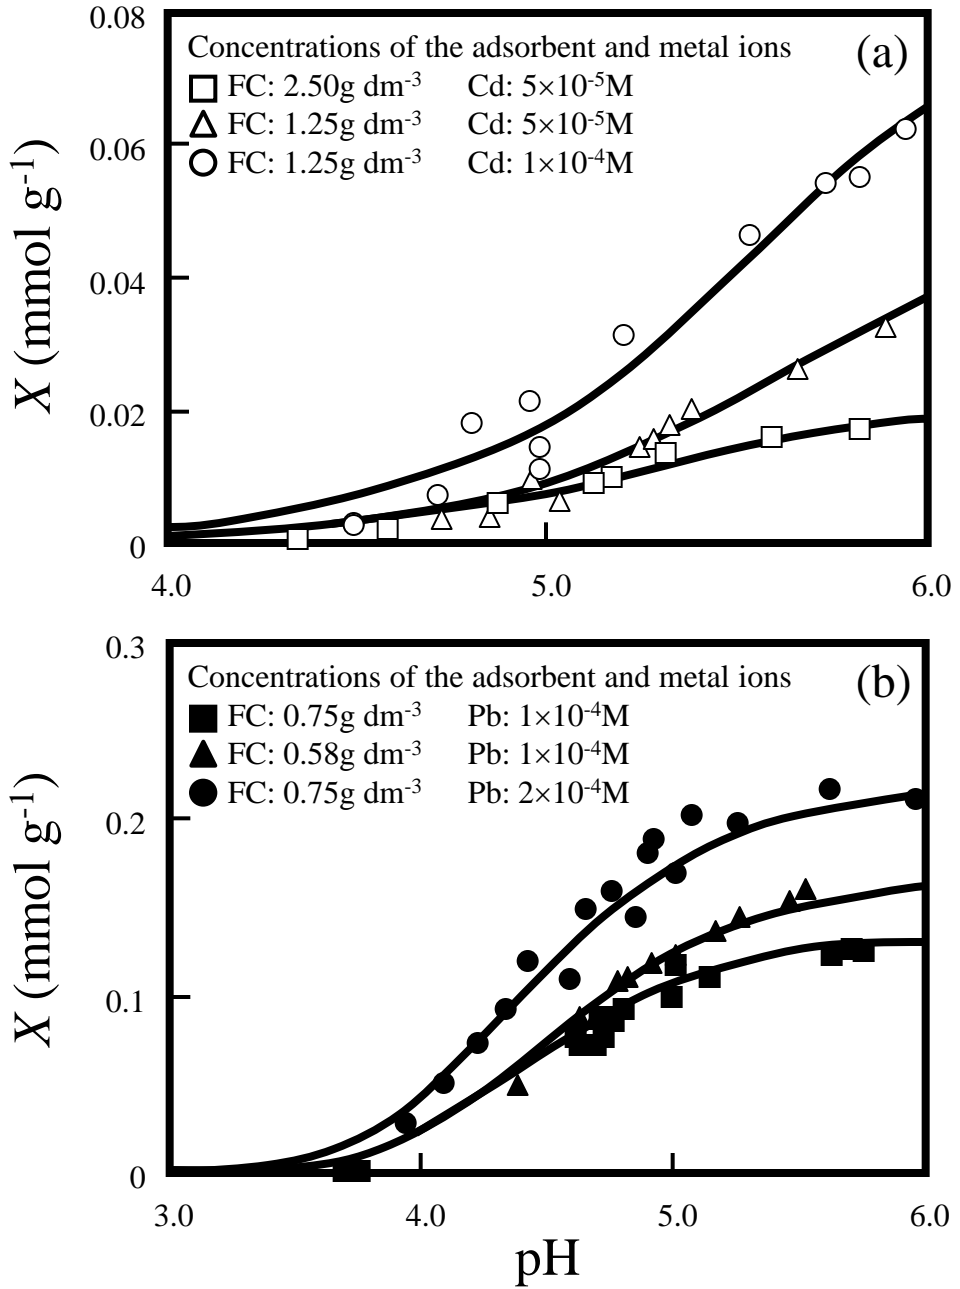 0.08
Concentrations of the adsorbent and metal ions
(a)
FC: 2.50g dm-3 Cd: 5×10-5M
FC: 1.25g dm-3 Cd: 5×10-5M
FC: 1.25g dm-3 Cd: 1×10-4M
0.06
0.04
0.02
0
X (mmol g-1)
4.0 5.0 6.0
0.3
Concentrations of the adsorbent and metal ions
(b)
FC: 0.75g dm-3 Pb: 1×10-4M
FC: 0.58g dm-3 Pb: 1×10-4M
FC: 0.75g dm-3 Pb: 2×10-4M
0.2
0.1
0
X (mmol g-1)
3.0 4.0 5.0 6.0
pH